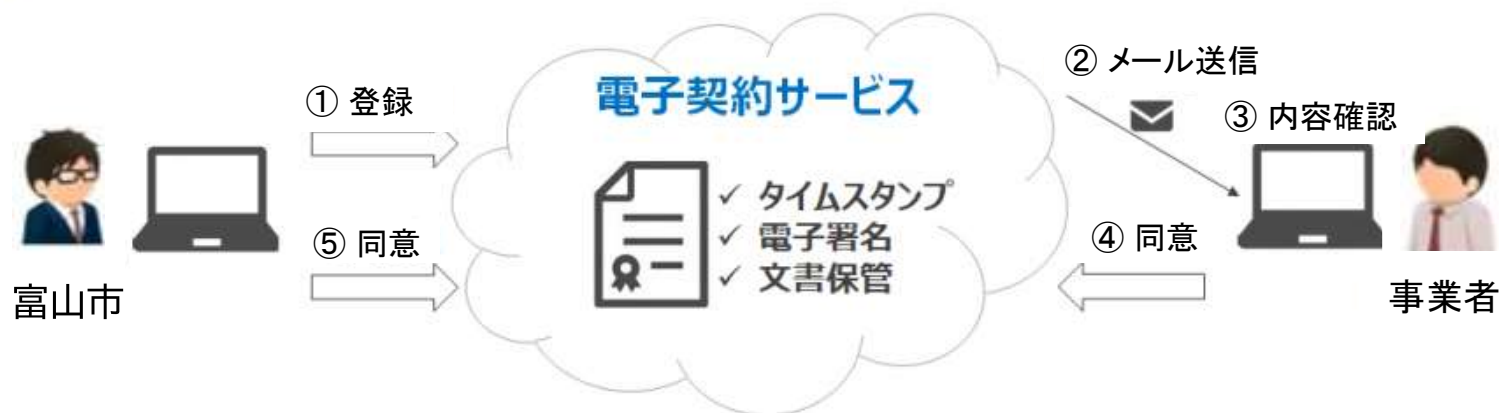 ② メール送信
電子契約サービス
① 登録
③ 内容確認
✓ タイムスタンプ
✓ 電子署名
⑤ 同意
④ 同意
✓ 文書保管
富山市
事業者